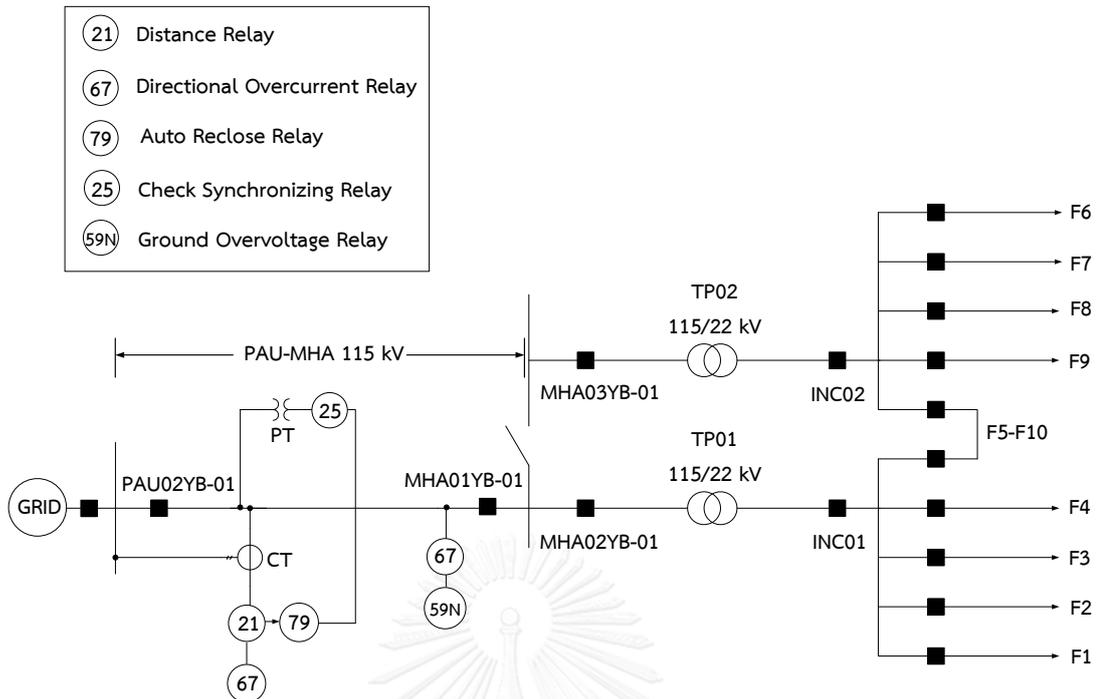 21 Distance Relay
67 Directional Overcurrent Relay
79 Auto Reclose Relay
25 Check Synchronizing Relay
59N Ground Overvoltage Relay
F6
F7
TP02
115/22 kV
F8
PAU-MHA 115 kV
F9
MHA03YB-01
INC02
25
PT
F5-F10
TP01
115/22 kV
PAU02YB-01
MHA01YB-01
GRID
F4
MHA02YB-01
INC01
CT
67
F3
59N
F2
21
79
F1
67